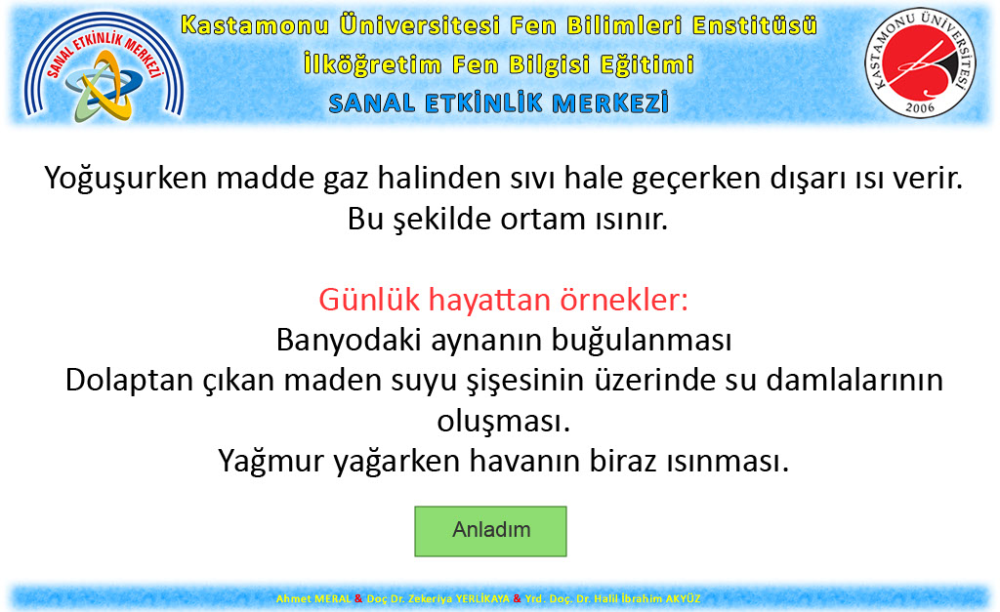 Kastamonu Üniversitesi Fen Bilimleri Enstitüsü
İlköğretim Fen Bilgisi Eğitimi
SANAL ETKİNLİK MERKEZİ
SANAL ETKİNLİK MERKEZİ
KASTAMONU ÜNİVERSİTESİ
2006
Yoğuşurken madde gaz halinden sıvı hale geçerken dışarı ısı verir.
Bu şekilde ortam ısınır.
Günlük hayattan örnekler:
Banyodaki aynanın buğulanması
Dolaptan çıkan maden suyu şişesinin üzerinde su damlalarının
oluşması.
Yağmur yağarken havanın biraz ısınması.
Anladım
Ahmet MERAL & Doç Dr. Zekeriya YERLİKAYA & Yrd. Doç. Dr. Halil İbrahim AKYÜZ